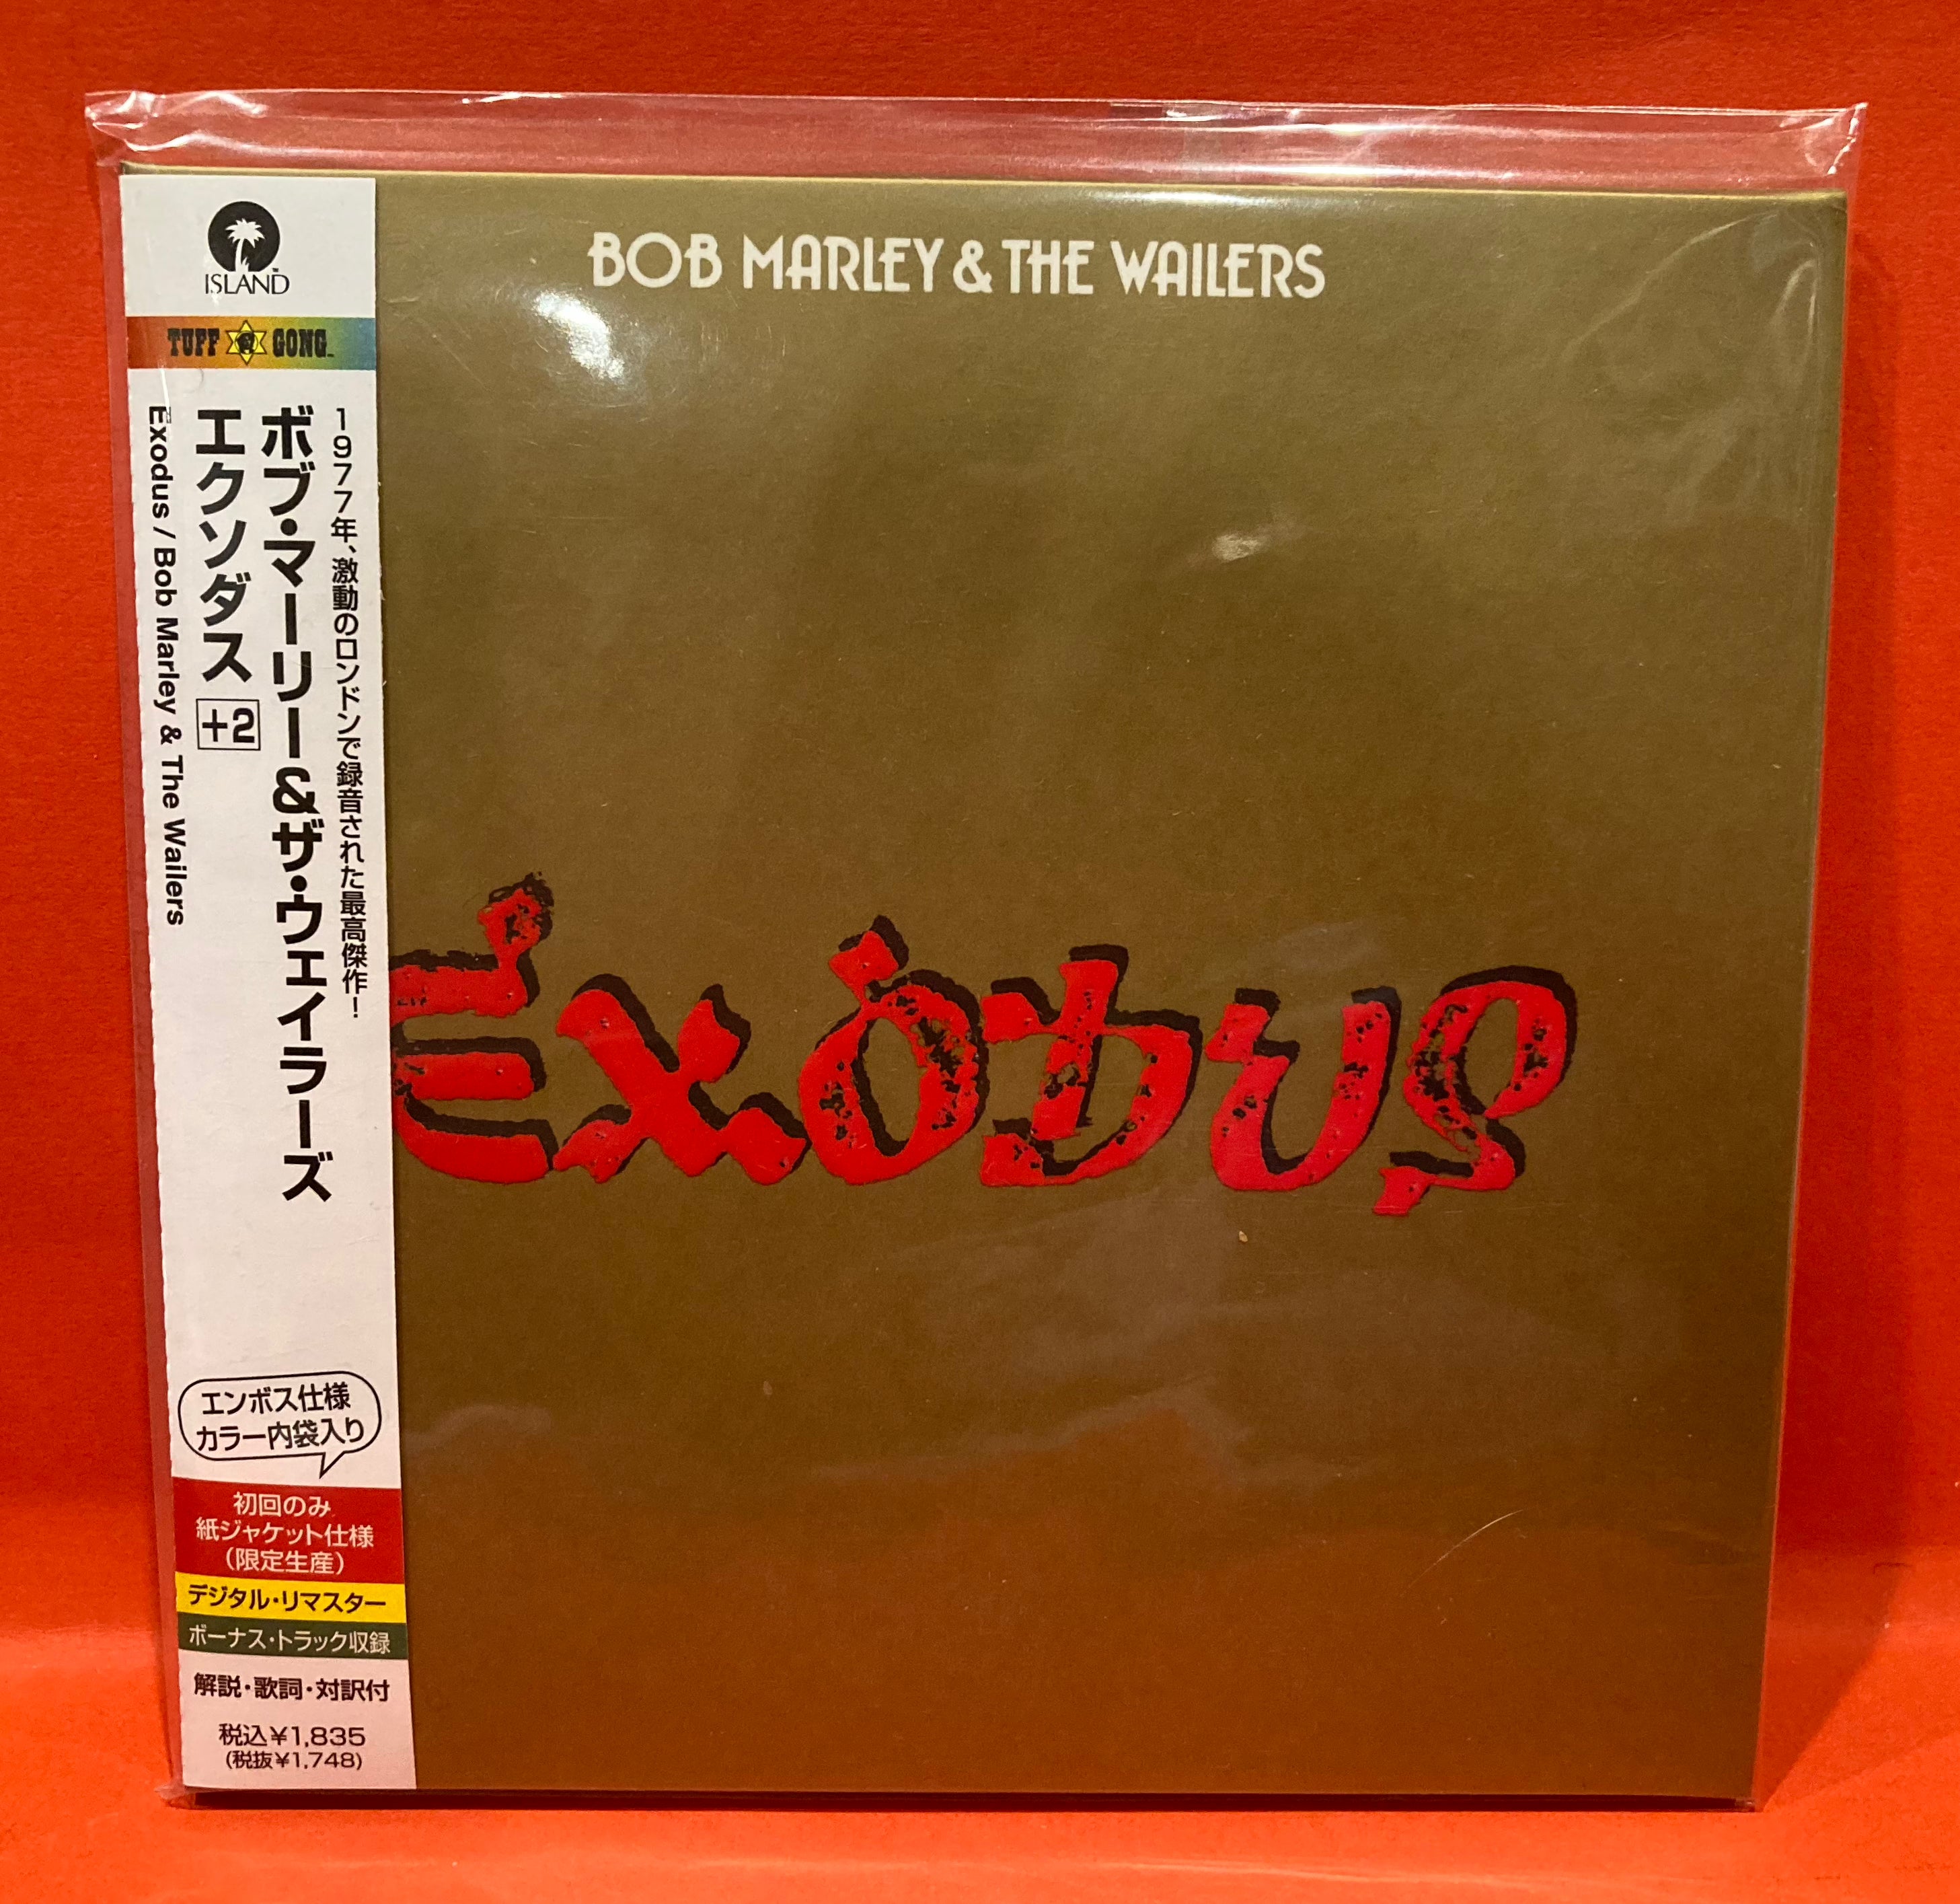 ISLAND™
TUFF GONG™
1977年、激動のロンドンで録音された最高傑作！
ボブ・マーリー&ザ・ウェイラーズ
エクソダス +2
Exodus / Bob Marley & The Wailers
エンボス仕様
カラー内袋入り
初回のみ
紙ジャケット仕様
(限定生産)
デジタル・リマスター
ボーナス・トラック収録
解説・歌詞・対訳付
税込¥1,835
(税抜¥1,748)
BOB MARLEY & THE WAILERS
EXODUS